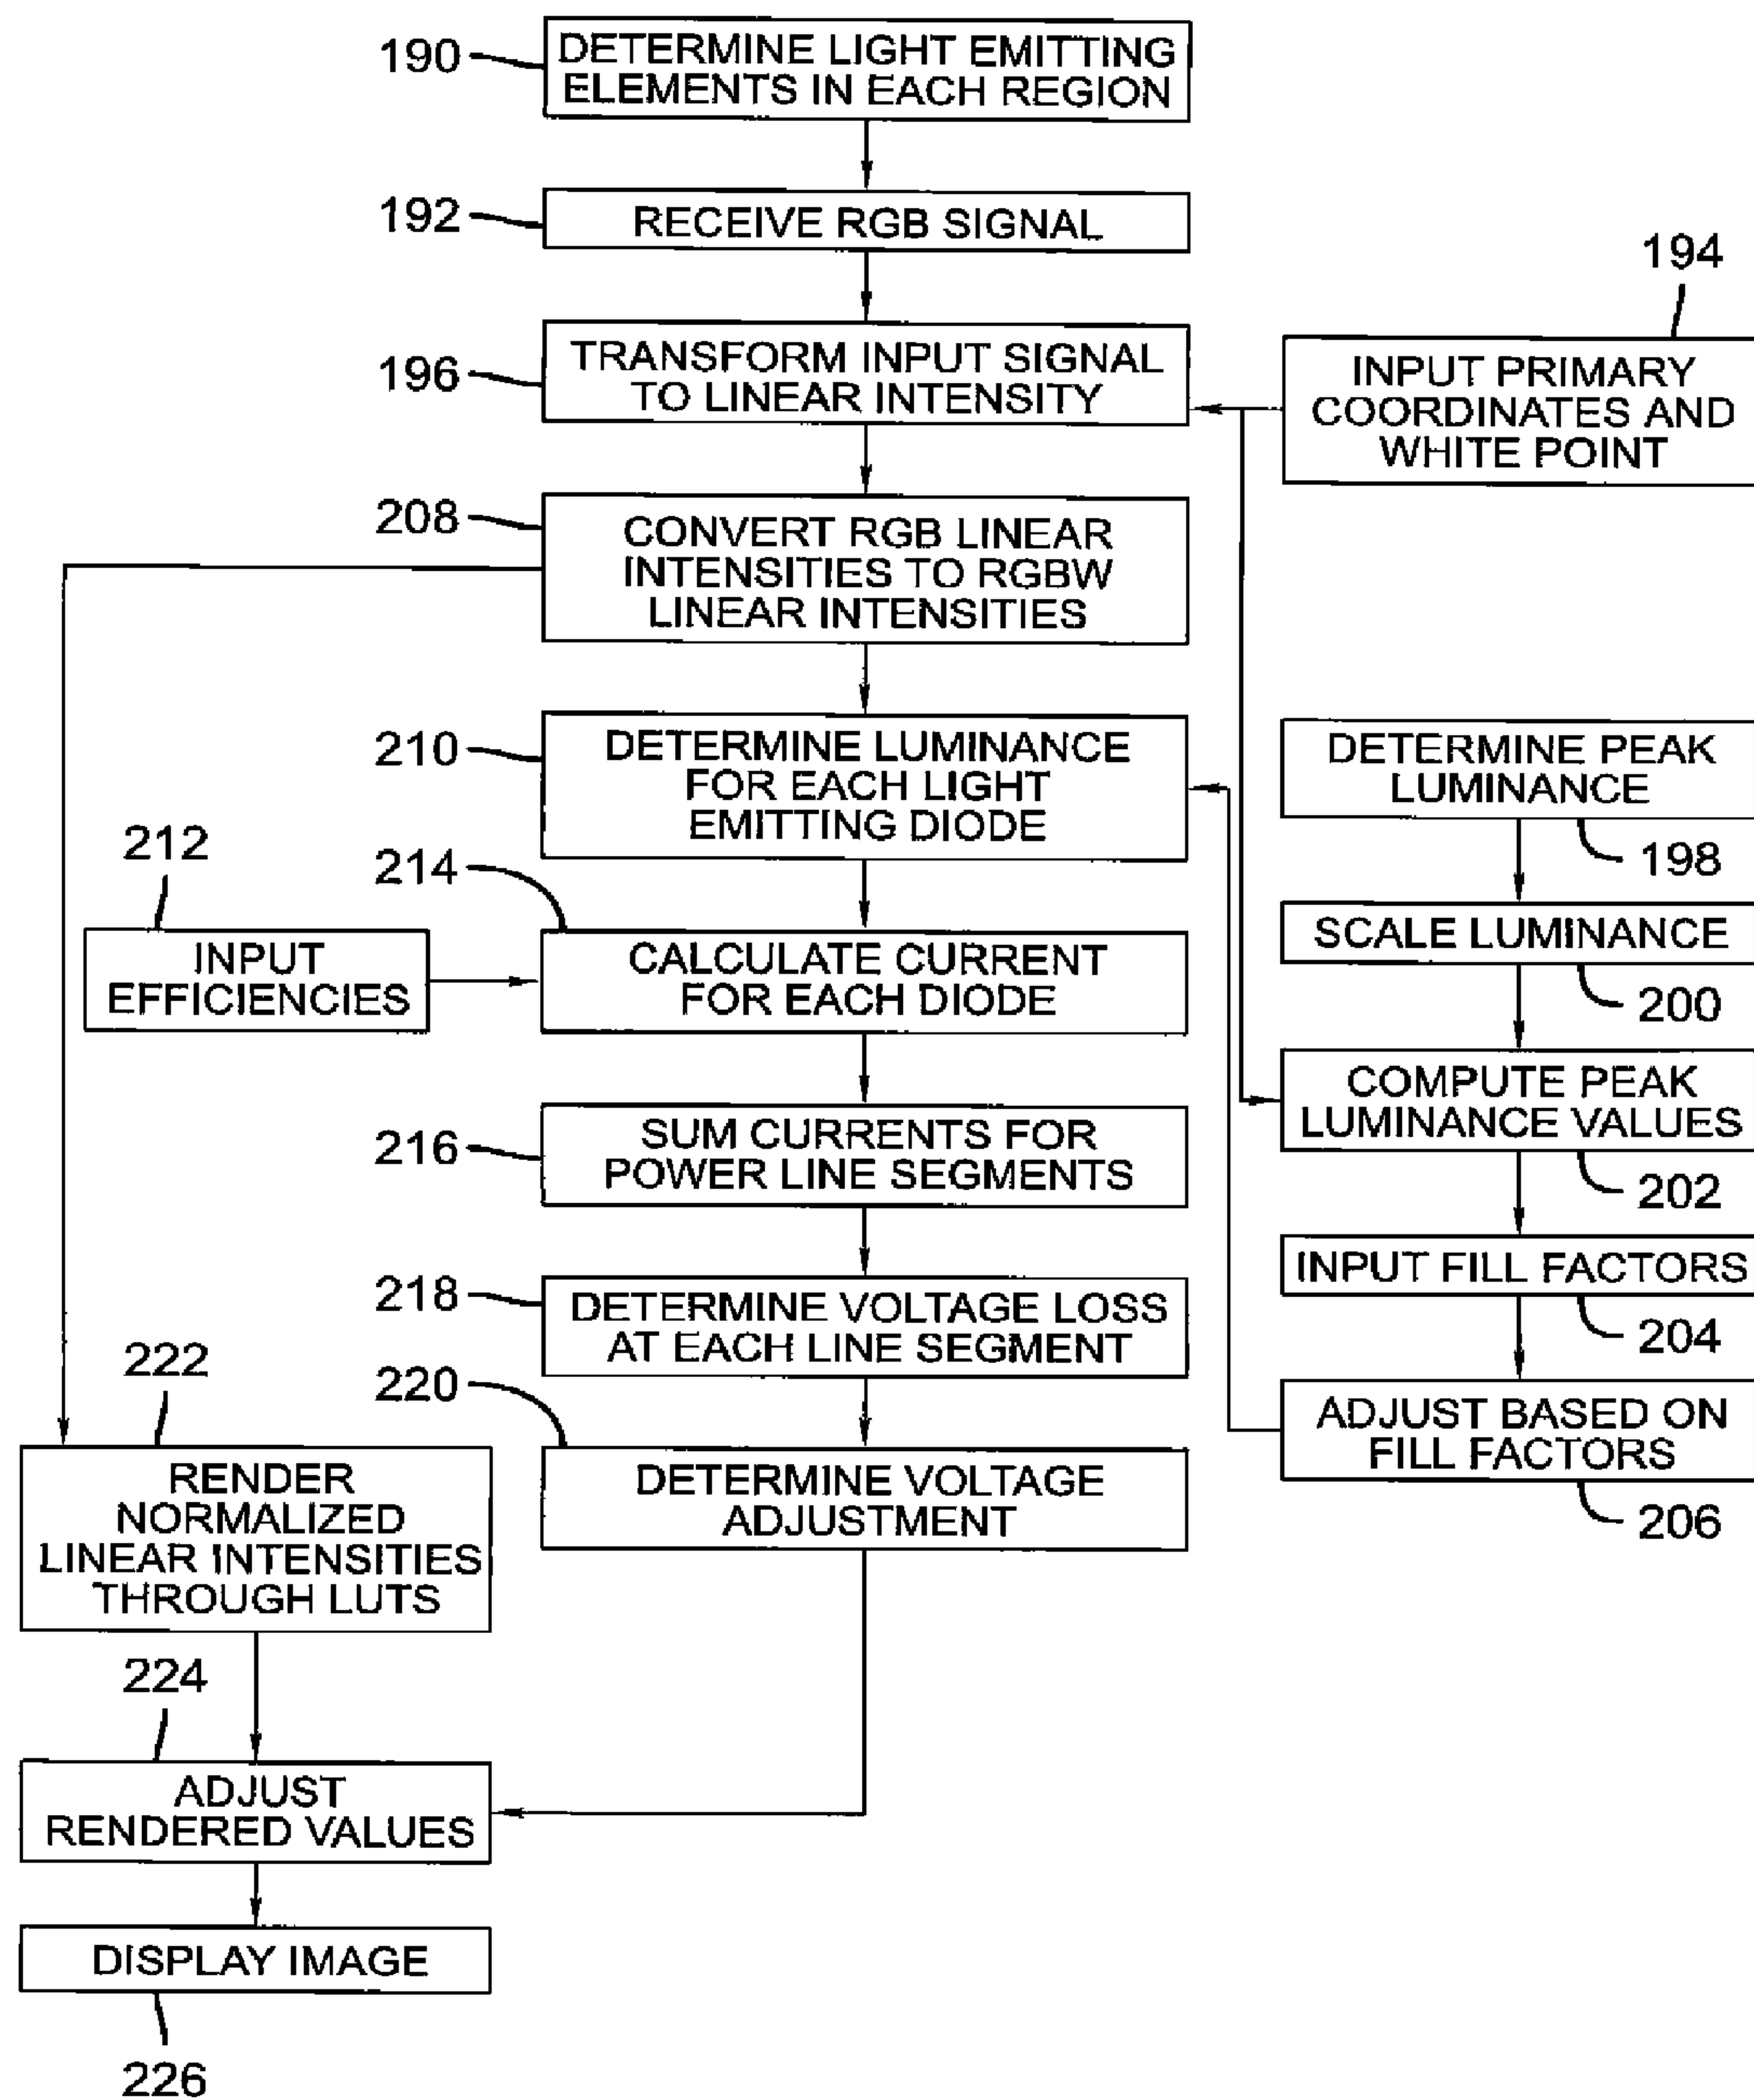 190
DETERMINE LIGHT EMITTING
ELEMENTS IN EACH REGION
192
RECEIVE RGB SIGNAL
194
196
TRANSFORM INPUT SIGNAL
TO LINEAR INTENSITY
INPUT PRIMARY
COORDINATES AND
WHITE POINT
208
CONVERT RGB LINEAR
INTENSITIES TO RGBW
LINEAR INTENSITIES
210
DETERMINE LUMINANCE
FOR EACH LIGHT
EMITTING DIODE
DETERMINE PEAK
LUMINANCE
198
212
INPUT
EFFICIENCIES
214
CALCULATE CURRENT
FOR EACH DIODE
SCALE LUMINANCE
200
COMPUTE PEAK
LUMINANCE VALUES
202
216
SUM CURRENTS FOR
POWER LINE SEGMENTS
INPUT FILL FACTORS
204
218
DETERMINE VOLTAGE LOSS
AT EACH LINE SEGMENT
ADJUST BASED ON
FILL FACTORS
206
220
DETERMINE VOLTAGE
ADJUSTMENT
222
RENDER
NORMALIZED
LINEAR INTENSITIES
THROUGH LUTS
224
ADJUST
RENDERED VALUES
DISPLAY IMAGE
226